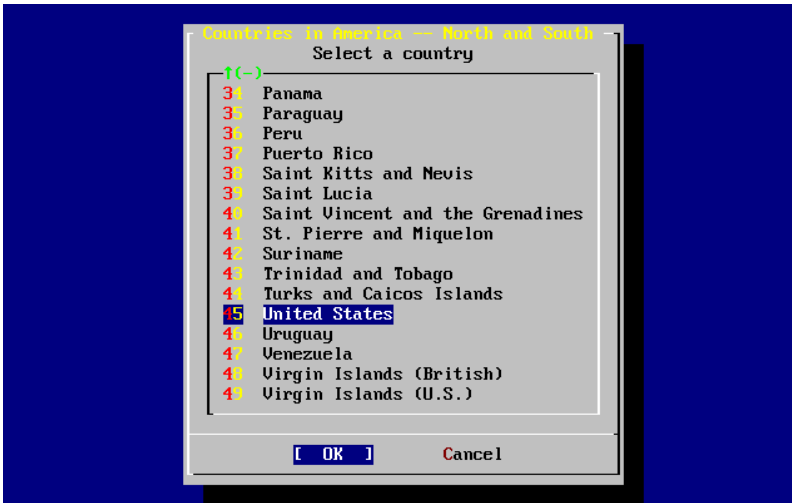 Countries in America -- North and South
Select a country
↑(-)
34 Panama
35 Paraguay
36 Peru
37 Puerto Rico
38 Saint Kitts and Nevis
39 Saint Lucia
40 Saint Vincent and the Grenadines
41 St. Pierre and Miquelon
42 Suriname
43 Trinidad and Tobago
44 Turks and Caicos Islands
45 United States
46 Uruguay
47 Venezuela
48 Virgin Islands (British)
49 Virgin Islands (U.S.)
[ OK ] Cancel